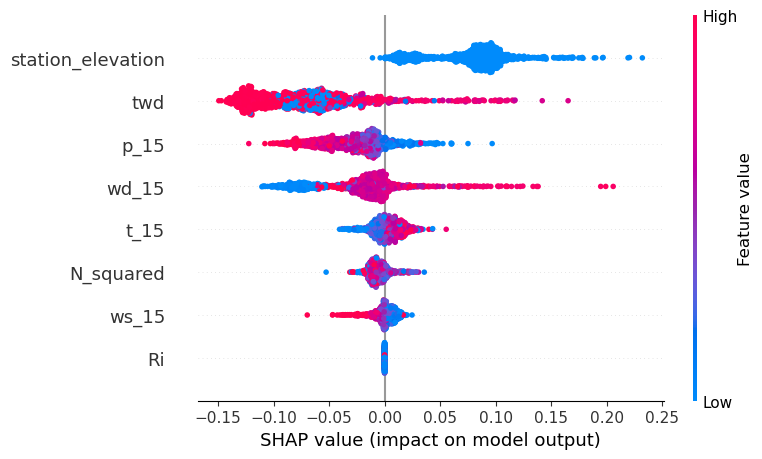 High
station_elevation
twd
p_15
wd_15
t_15
N_squared
ws_15
Ri
Feature value
Low
−0.15 −0.10 −0.05 0.00 0.05 0.10 0.15 0.20 0.25
SHAP value (impact on model output)